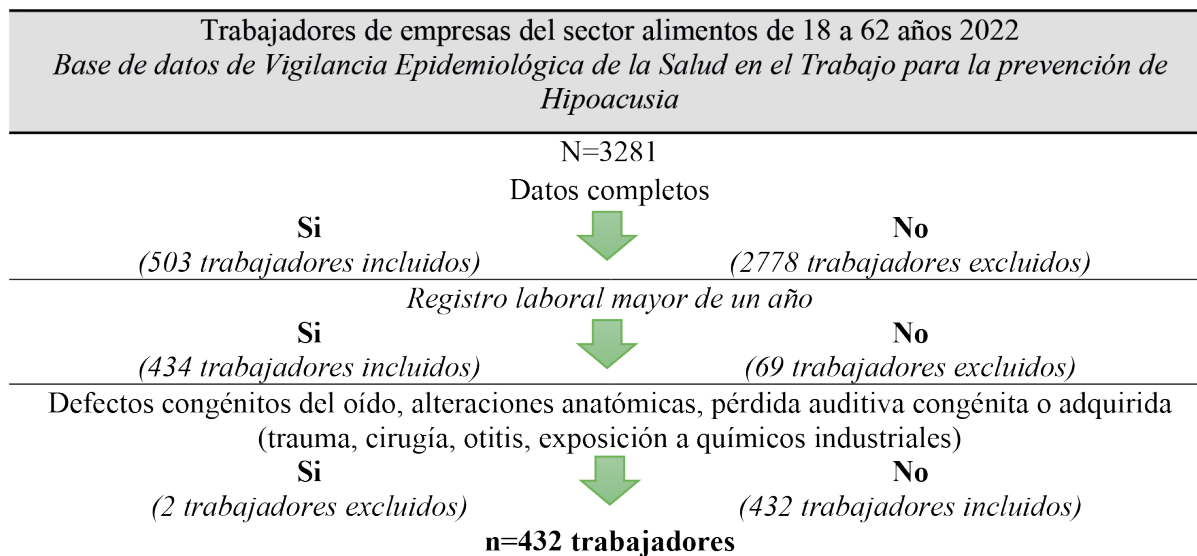 Trabajadores de empresas del sector alimentos de 18 a 62 años 2022
Base de datos de Vigilancia Epidemiológica de la Salud en el Trabajo para la prevención de
Hipoacusia
N=3281
Datos completos
Si No
(503 trabajadores incluidos) (2778 trabajadores excluidos)
Registro laboral mayor de un año
Si No
(434 trabajadores incluidos) (69 trabajadores excluidos)
Defectos congénitos del oído, alteraciones anatómicas, pérdida auditiva congénita o adquirida
(trauma, cirugía, otitis, exposición a químicos industriales)
Si No
(2 trabajadores excluidos) (432 trabajadores incluidos)
n=432 trabajadores